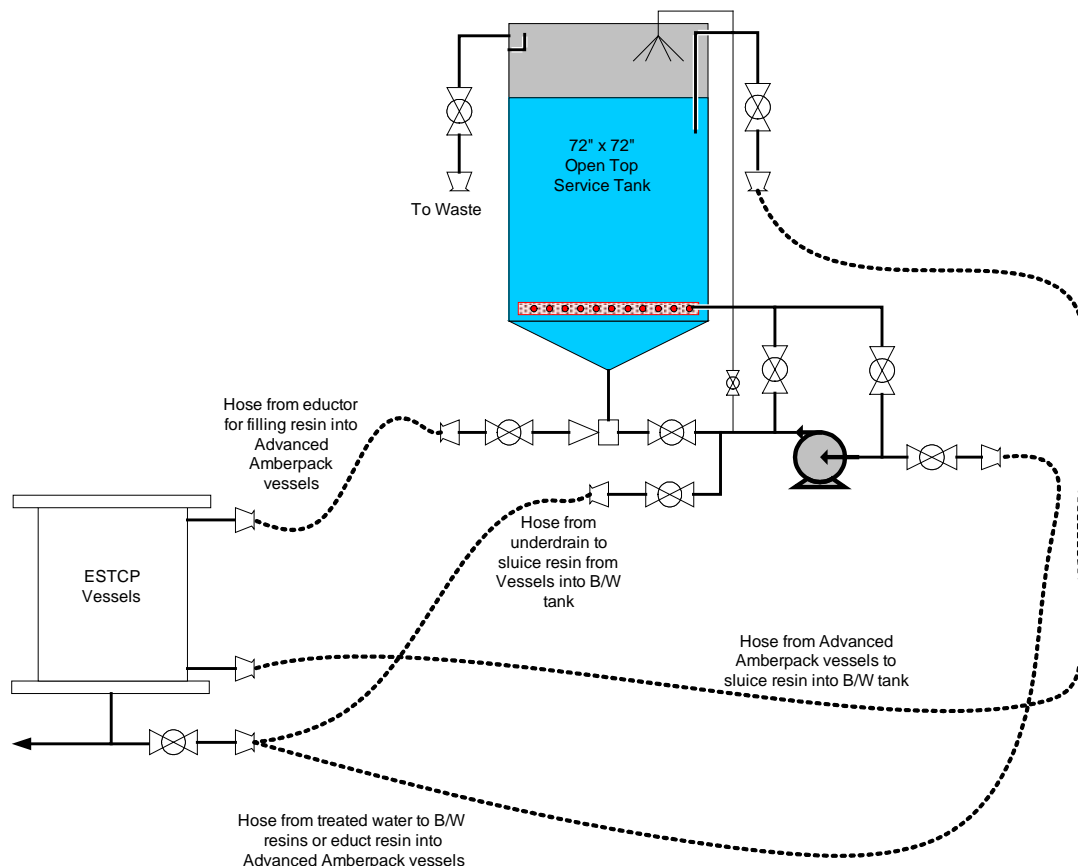 72" x 72"
Open Top
Service Tank
To Waste
Hose from eductor
for filling resin into
Advanced
Amberpack
vessels
Hose from
underdrain to
sluice resin from
Vessels into B/W
tank
ESTCP
Vessels
Hose from Advanced
Amberpack vessels to
sluice resin into B/W tank
Hose from treated water to B/W
resins or educt resin into
Advanced Amberpack vessels